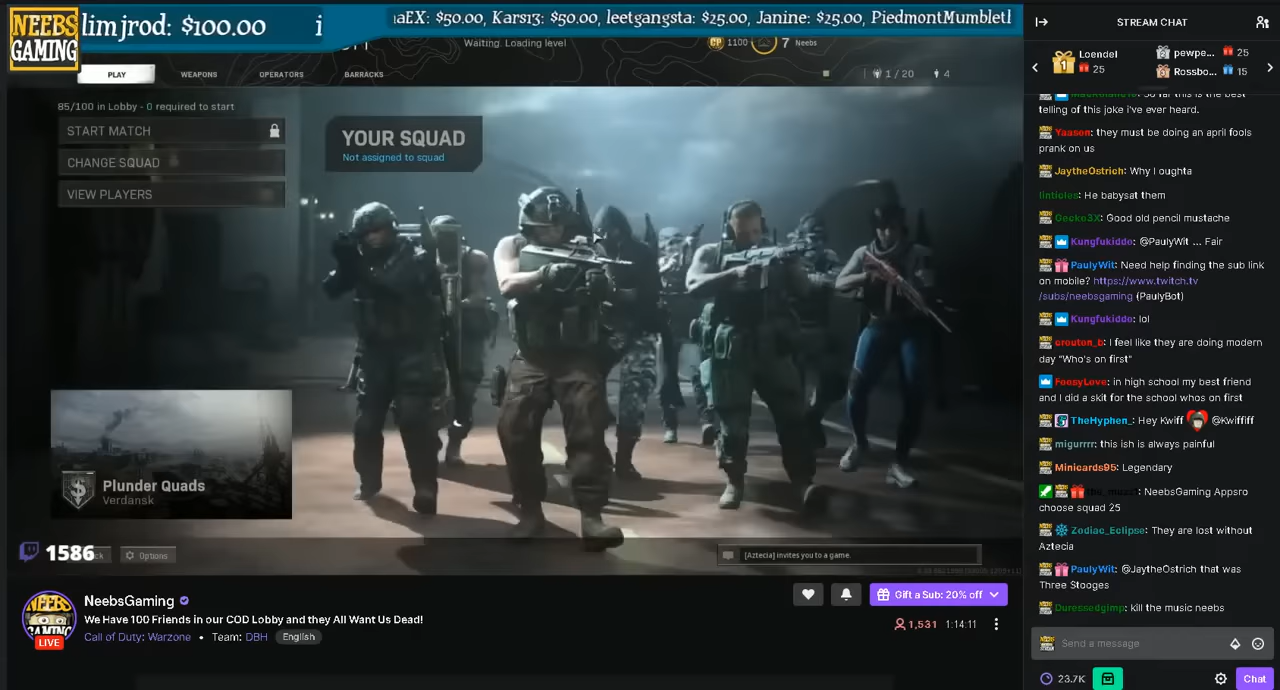 NEEBS
GAMING
limjrod: $100.00 i
aEX: $50.00, Kars13: $50.00, leetgangsta: $25.00, Janine: $25.00, PiedmontMumbletl
Waiting. Loading level
CP 1100 7 Neebs
PLAY WEAPONS OPERATORS BARRACKS
1 / 20 4
85/100 in Lobby - 0 required to start
START MATCH
CHANGE SQUAD
VIEW PLAYERS
YOUR SQUAD
Not assigned to squad
Plunder Quads
Verdansk
1586
Options
[Aztecia] invites you to a game.
NEEBS
GAMING
LIVE
NeebsGaming
We Have 100 Friends in our COD Lobby and they All Want Us Dead!
Call of Duty: Warzone • Team: DBH English
Gift a Sub: 20% off
1,531 1:14:11
STREAM CHAT
1 Loendel
25
pewpe... 25
Rossbo... 15
So far this is the best
telling of this joke i've ever heard.
Yaason: they must be doing an april fools
prank on us
JaytheOstrich: Why I oughta
linticles: He babysat them
Gecko3X: Good old pencil mustache
Kungfukiddo: @PaulyWit ... Fair
PaulyWit: Need help finding the sub link
on mobile? https://www.twitch.tv
/subs/neebsgaming (PaulyBot)
Kungfukiddo: lol
crouton_b: I feel like they are doing modern
day "Who's on first"
FoosyLove: in high school my best friend
and I did a skit for the school whos on first
TheHyphen_: Hey Kwiff @Kwiffiff
migurrrr: this ish is always painful
Minicards95: Legendary
NeebsGaming Appsro
choose squad 25
Zodiac_Eclipse: They are lost without
Aztecia
PaulyWit: @JaytheOstrich that was
Three Stooges
Duressedgimp: kill the music neebs
Send a message
23.7K
Chat